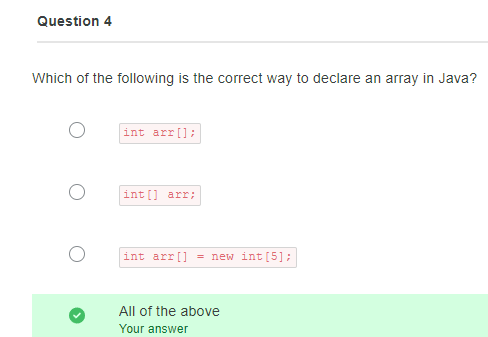 Question 4
Which of the following is the correct way to declare an array in Java?
int arr[];
int[] arr;
int arr[] = new int[5];
All of the above
Your answer